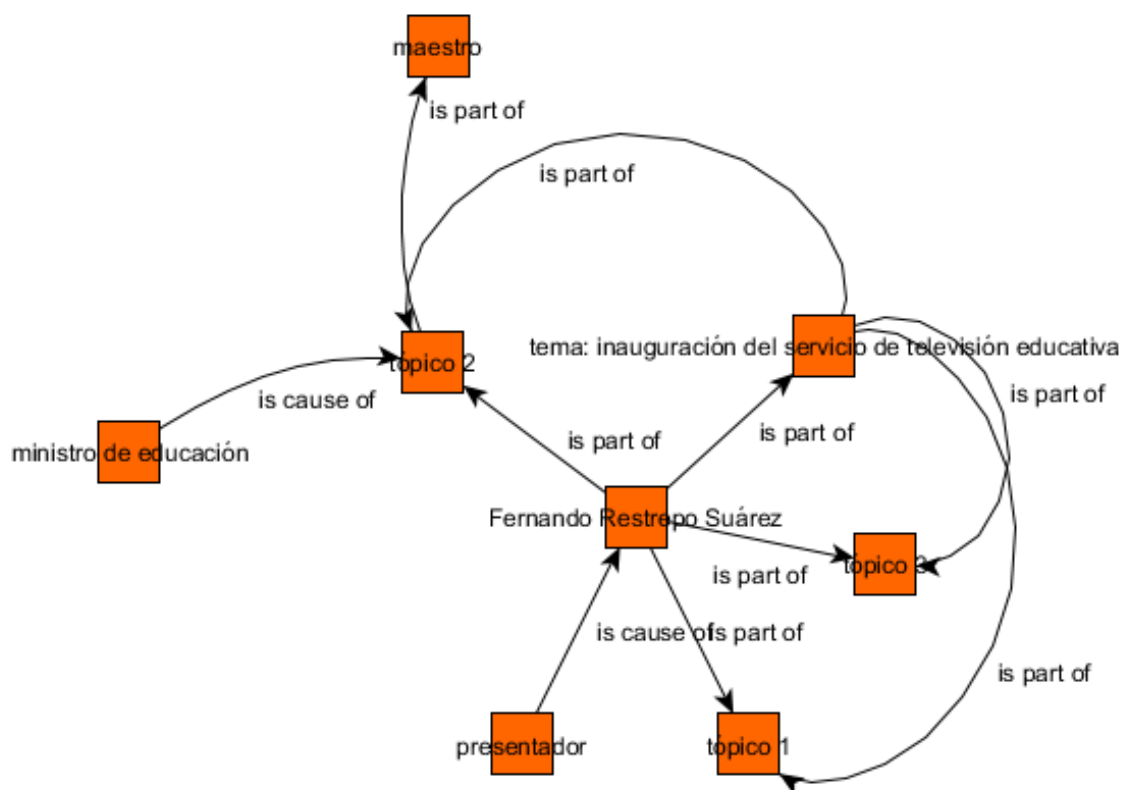 maestro
is part of
is part of
tema: inauguración del servicio de televisión educativa
tópico 2
is cause of
is part of
is part of
is part of
ministro de educación
Fernando Restrepo Suárez
tópico 3
is part of
is cause of
is part of
is part of
presentador
tópico 1